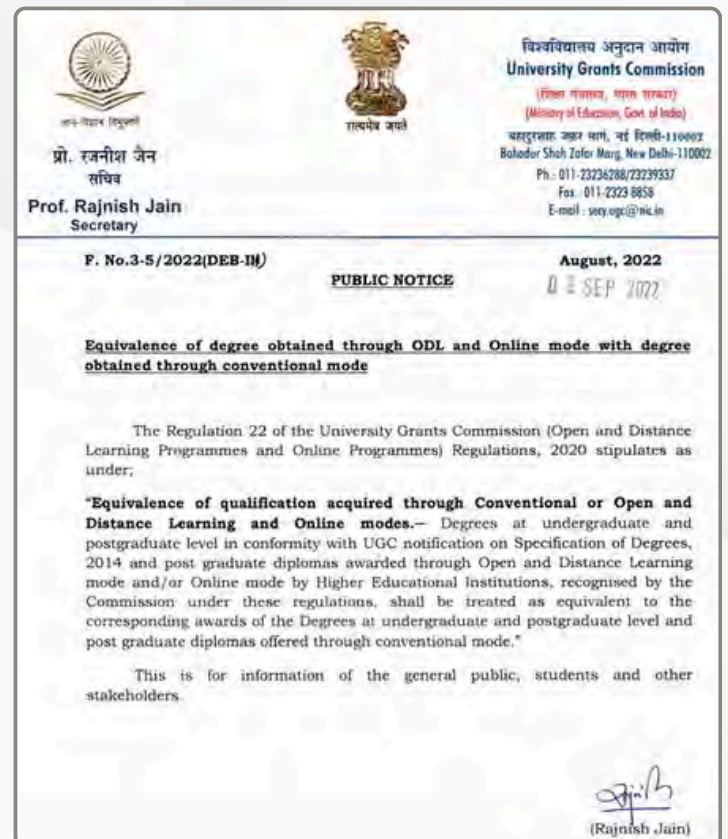 ज्ञान-विज्ञान विमुक्तये
प्रो. रजनीश जैन
सचिव
Prof. Rajnish Jain
Secretary
सत्यमेव जयते
विश्वविद्यालय अनुदान आयोग
University Grants Commission
(शिक्षा मंत्रालय, भारत सरकार)
(Ministry of Education, Govt. of India)
बहादुरशाह ज़फ़र मार्ग, नई दिल्ली-110002
Bahadur Shah Zafar Marg, New Delhi-110002
Ph : 011-23236288/23239337
Fax : 011-2323 8858
E-mail : secy.ugc@nic.in
F. No.3-5/2022(DEB-III)
August, 2022
PUBLIC NOTICE
SEP 2022
Equivalence of degree obtained through ODL and Online mode with degree
obtained through conventional mode
The Regulation 22 of the University Grants Commission (Open and Distance
Learning Programmes and Online Programmes) Regulations, 2020 stipulates as
under;
"Equivalence of qualification acquired through Conventional or Open and
Distance Learning and Online modes.— Degrees at undergraduate and
postgraduate level in conformity with UGC notification on Specification of Degrees,
2014 and post graduate diplomas awarded through Open and Distance Learning
mode and/or Online mode by Higher Educational Institutions, recognised by the
Commission under these regulations, shall be treated as equivalent to the
corresponding awards of the Degrees at undergraduate and postgraduate level and
post graduate diplomas offered through conventional mode."
This is for information of the general public, students and other
stakeholders.
(Rajnish Jain)